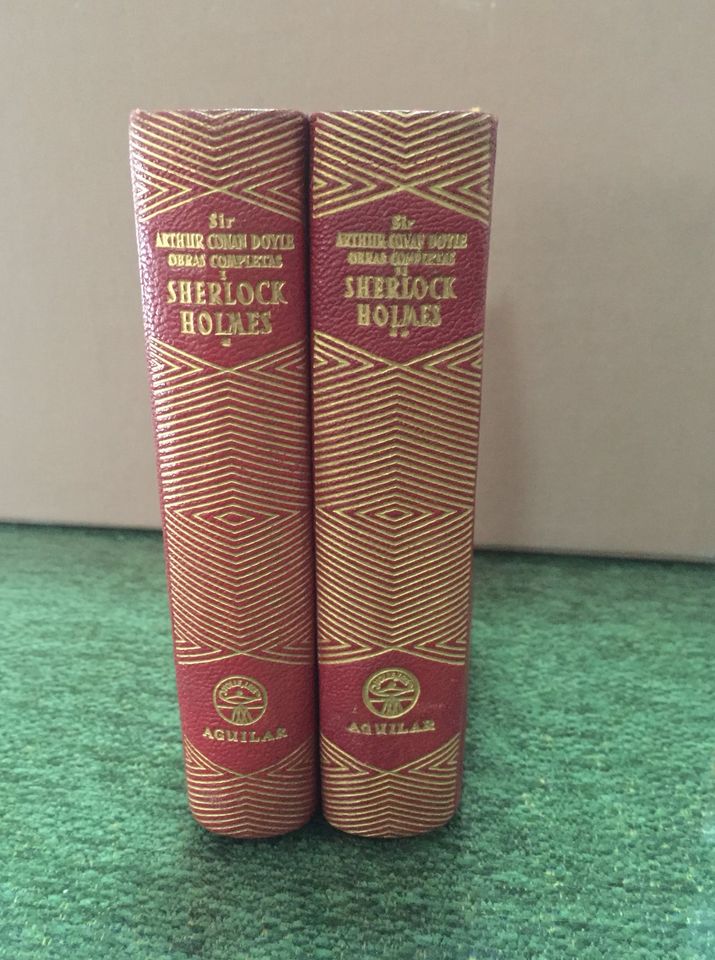 Sir
ARTHUR CONAN DOYLE
OBRAS COMPLETAS
I
SHERLOCK
HOLMES
*
AGUILAR
Sir
ARTHUR CONAN DOYLE
OBRAS COMPLETAS
II
SHERLOCK
HOLMES
**
AGUILAR